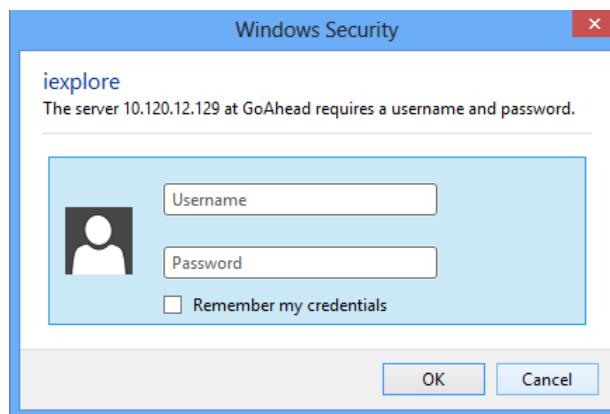 Windows Security
iexplore
The server 10.120.12.129 at GoAhead requires a username and password.
Username
Password
Remember my credentials
OK
Cancel